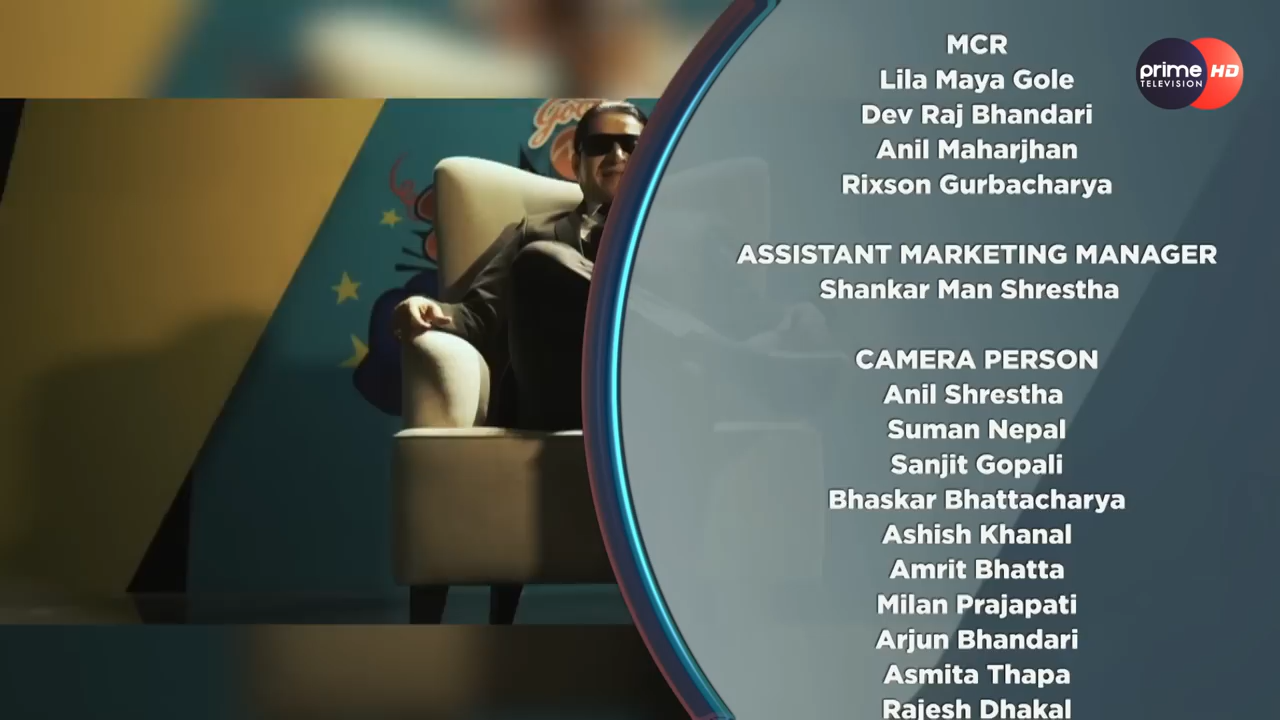 MCR
Lila Maya Gole
Dev Raj Bhandari
Anil Maharjhan
Rixson Gurbacharya
ASSISTANT MARKETING MANAGER
Shankar Man Shrestha
CAMERA PERSON
Anil Shrestha
Suman Nepal
Sanjit Gopali
Bhaskar Bhattacharya
Ashish Khanal
Amrit Bhatta
Milan Prajapati
Arjun Bhandari
Asmita Thapa
Rajesh Dhakal
prime HD
TELEVISION